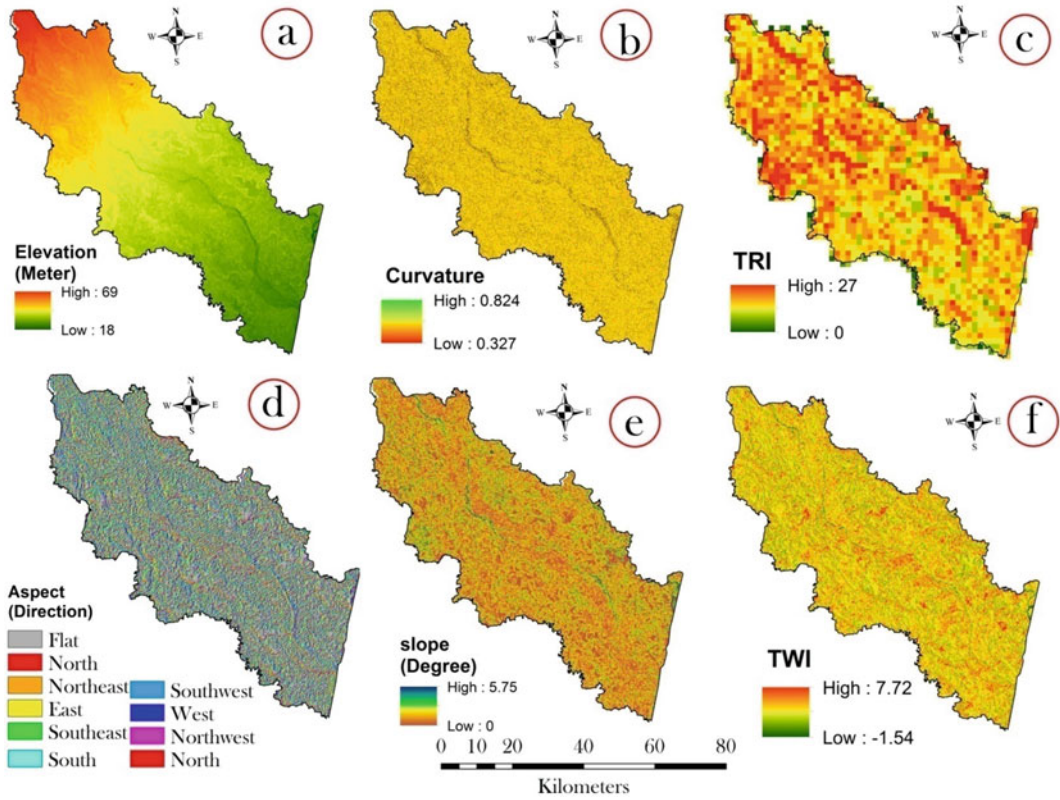 N
W E
S
a
Elevation
(Meter)
High : 69
Low : 18
N
W E
S
b
Curvature
High : 0.824
Low : 0.327
N
W E
S
c
TRI
High : 27
Low : 0
N
W E
S
d
Aspect
(Direction)
Flat
North
Northeast
East
Southeast
South
Southwest
West
Northwest
North
N
W E
S
e
slope
(Degree)
High : 5.75
Low : 0
N
W E
S
f
TWI
High : 7.72
Low : -1.54
0 10 20 40 60 80
Kilometers